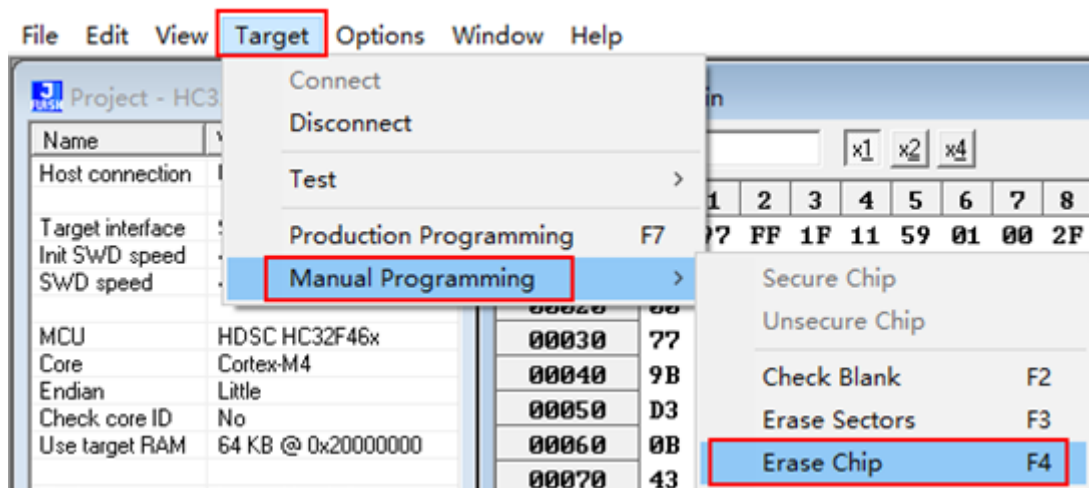 File Edit View Target Options Window Help
Project - HC3
Connect
Disconnect
Test >
Production Programming F7
Manual Programming >
Name
Host connection
Target interface
Init SWD speed
SWD speed
MCU HDSC HC32F46x
Core Cortex-M4
Endian Little
Check core ID No
Use target RAM 64 KB @ 0x20000000
in
x1 x2 x4
1 2 3 4 5 6 7 8
FF 1F 11 59 01 00 2F
00030 77
00040 9B
00050 D3
00060 0B
00070 43
Secure Chip
Unsecure Chip
Check Blank F2
Erase Sectors F3
Erase Chip F4